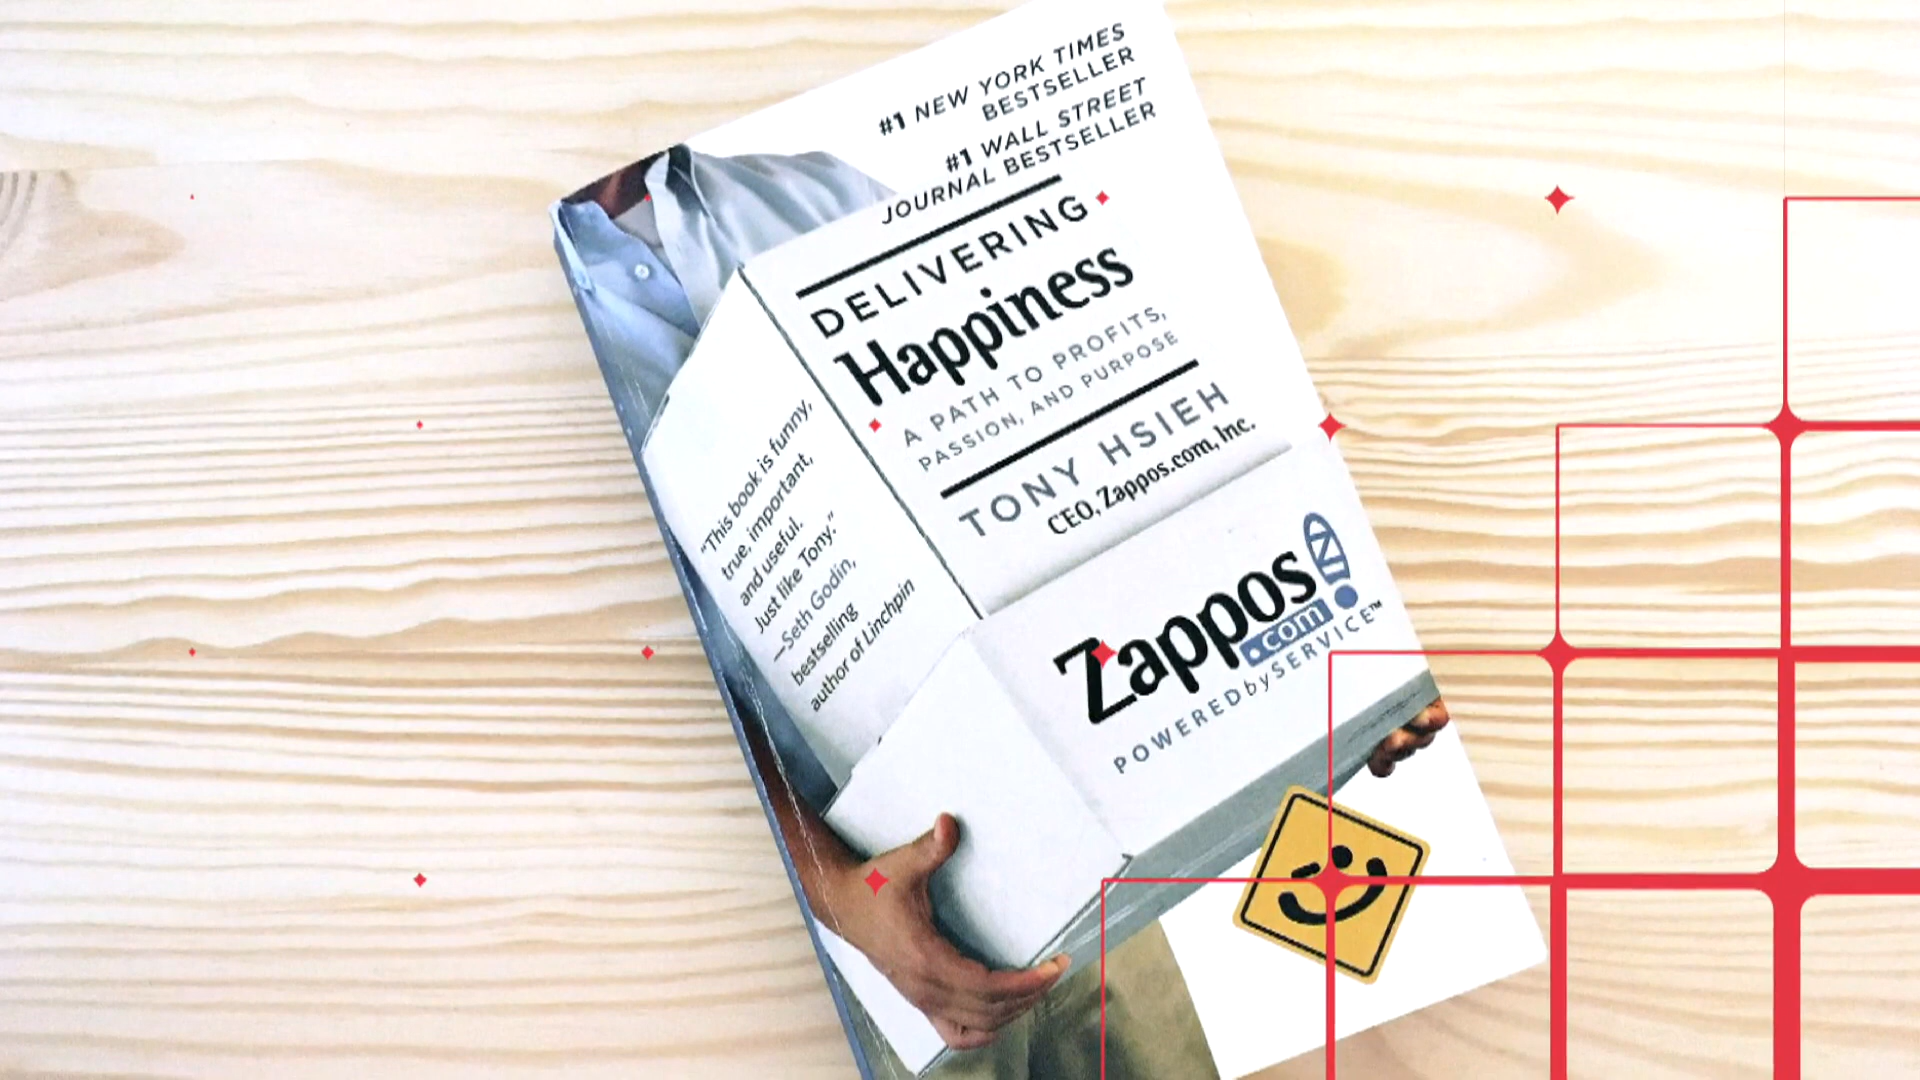 #1 NEW YORK TIMES
BESTSELLER
#1 WALL STREET
JOURNAL BESTSELLER
DELIVERING
Happiness
A PATH TO PROFITS,
PASSION, AND PURPOSE
TONY HSIEH
CEO, Zappos.com, Inc.
"This book is funny,
true, important,
and useful.
Just like Tony."
—Seth Godin,
bestselling
author of Linchpin
Zappos
.com
POWERED by SERVICE™